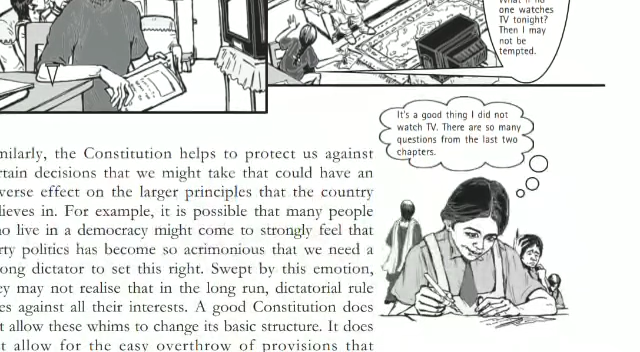 one watches
TV tonight?
Then I may
not be
tempted.
It's a good thing I did not
watch TV. There are so many
questions from the last two
chapters.
milarly, the Constitution helps to protect us against
rtain decisions that we might take that could have an
verse effect on the larger principles that the country
lieves in. For example, it is possible that many people
o live in a democracy might come to strongly feel that
rty politics has become so acrimonious that we need a
ong dictator to set this right. Swept by this emotion,
ey may not realise that in the long run, dictatorial rule
es against all their interests. A good Constitution does
t allow these whims to change its basic structure. It does
t allow for the easy overthrow of provisions that